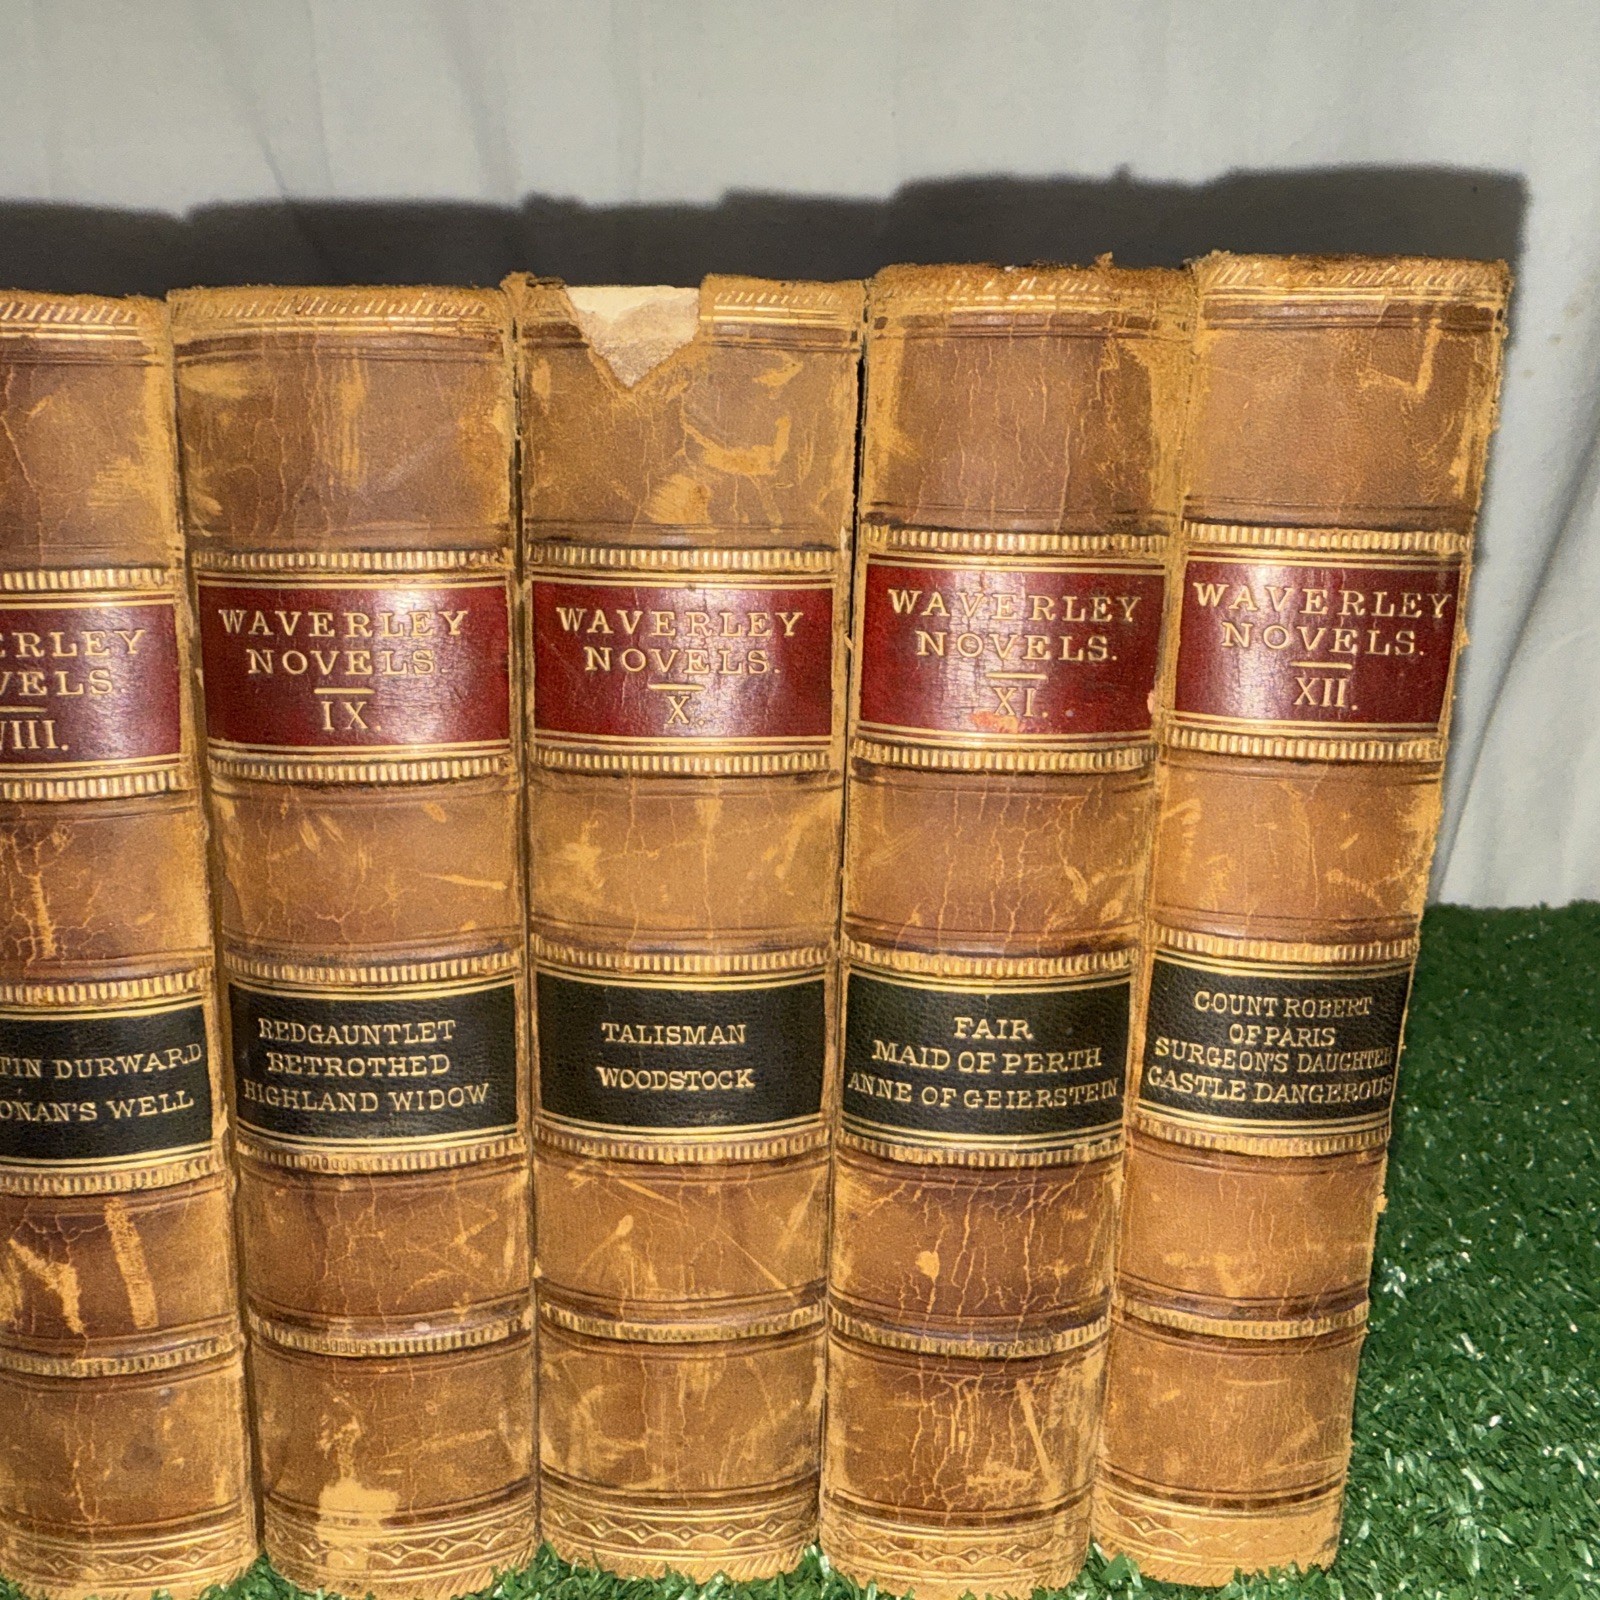 ERLEY
VELS.
VIII.
TIN DURWARD
ONAN'S WELL
WAVERLEY
NOVELS.
IX.
REDGAUNTLET
BETROTHED
HIGHLAND WIDOW
WAVERLEY
NOVELS.
X.
TALISMAN
WOODSTOCK
WAVERLEY
NOVELS.
XI.
FAIR
MAID OF PERTH
ANNE OF GEIERSTEIN
WAVERLEY
NOVELS.
XII.
COUNT ROBERT
OF PARIS
SURGEON'S DAUGHTER
CASTLE DANGEROUS